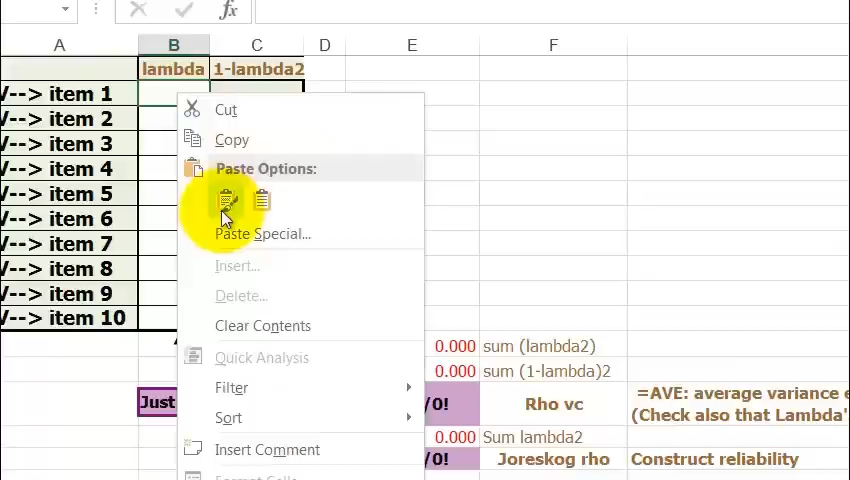 fx
A B C D E F
lambda 1-lambda2
V--> item 1
V--> item 2
V--> item 3
V--> item 4
V--> item 5
V--> item 6
V--> item 7
V--> item 8
V--> item 9
V--> item 10
Cut
Copy
Paste Options:
Paste Special...
Insert...
Delete...
Clear Contents
Quick Analysis
Filter
Sort
Insert Comment
Format Cells
0.000 sum (lambda2)
0.000 sum (1-lambda)2
Just /0! Rho vc =AVE: average variance e
(Check also that Lambda'
0.000 Sum lambda2
/0! Joreskog rho Construct reliability